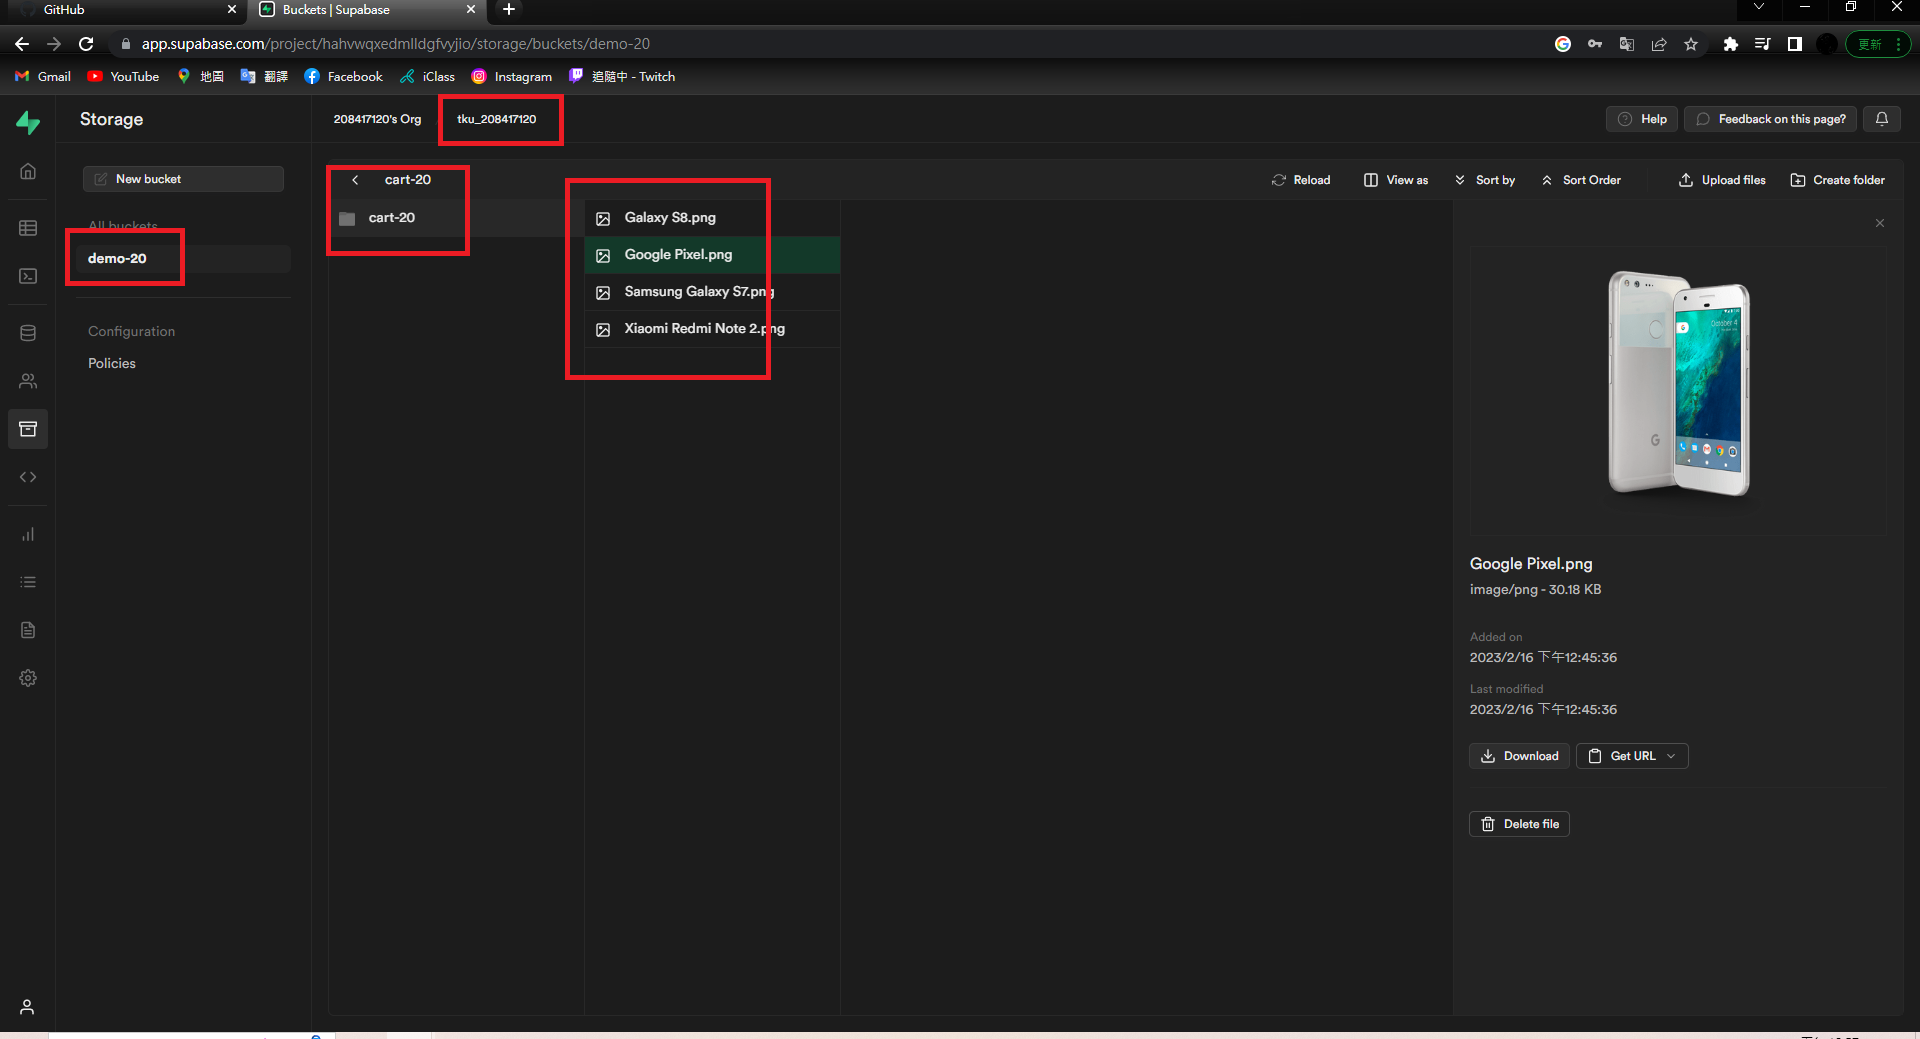 GitHub
Buckets | Supabase
app.supabase.com/project/hahvwqxedmlldgfvyjio/storage/buckets/demo-20
更新
Gmail
YouTube
地圖
翻譯
Facebook
iClass
Instagram
追隨中 - Twitch
Storage
208417120's Org
tku_208417120
Help
Feedback on this page?
New bucket
All buckets
demo-20
Configuration
Policies
cart-20
Reload
View as
Sort by
Sort Order
Upload files
Create folder
cart-20
Galaxy S8.png
Google Pixel.png
Samsung Galaxy S7.png
Xiaomi Redmi Note 2.png
October 4
G
Google Pixel.png
image/png - 30.18 KB
Added on
2023/2/16 下午12:45:36
Last modified
2023/2/16 下午12:45:36
Download
Get URL
Delete file